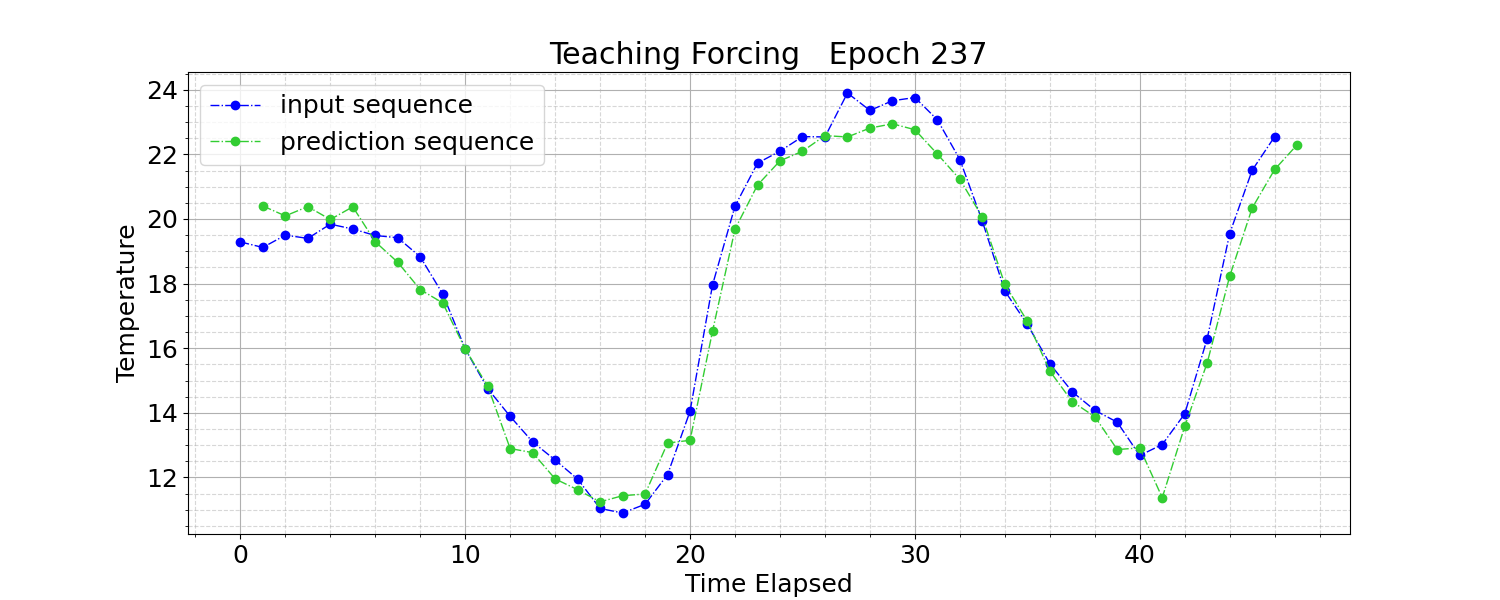 Teaching Forcing   Epoch 237
input sequence
prediction sequence
24
22
20
18
16
14
12
Temperature
0 10 20 30 40
Time Elapsed